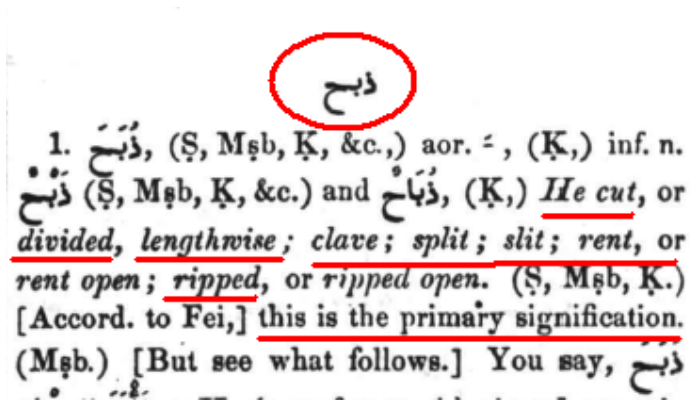 ذبح
1. ذَبَحَ, (Ṣ, Mṣb, Ḳ, &c.,) aor. ـَ, (Ḳ,) inf. n.
ذَبْحٌ (Ṣ, Mṣb, Ḳ, &c.) and ذُبَاحٌ, (Ḳ,) He cut, or
divided, lengthwise; clave; split; slit; rent, or
rent open; ripped, or ripped open. (Ṣ, Mṣb, Ḳ.)
[Accord. to Fei,] this is the primary signification.
(Mṣb.) [But see what follows.] You say, ذَبَحَ